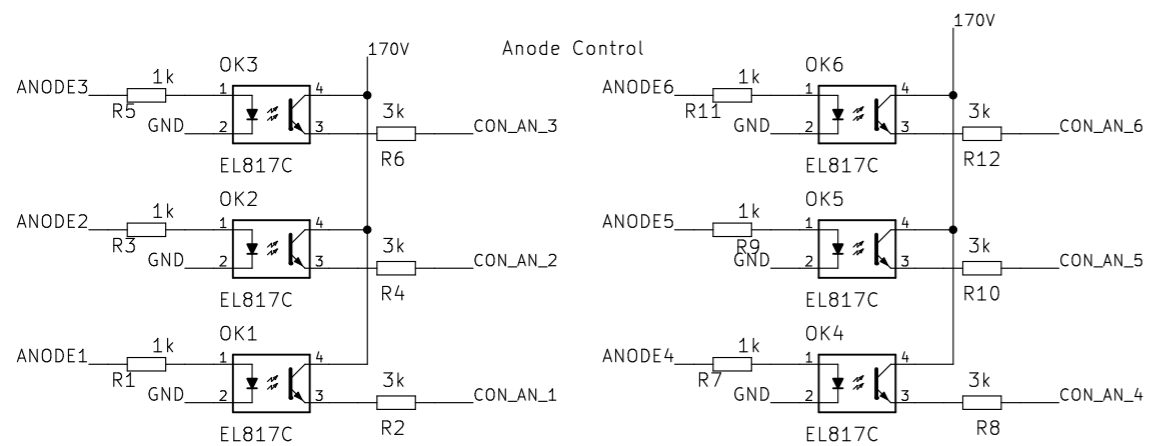 Anode Control
170V
OK3
ANODE3
1k
R5
GND
1
2
4
3
3k
R6
CON_AN_3
EL817C
OK2
ANODE2
1k
R3
GND
1
2
4
3
3k
R4
CON_AN_2
EL817C
OK1
ANODE1
1k
R1
GND
1
2
4
3
3k
R2
CON_AN_1
EL817C
170V
OK6
ANODE6
1k
R11
GND
1
2
4
3
3k
R12
CON_AN_6
EL817C
OK5
ANODE5
1k
R9
GND
1
2
4
3
3k
R10
CON_AN_5
EL817C
OK4
ANODE4
1k
R7
GND
1
2
4
3
3k
R8
CON_AN_4
EL817C